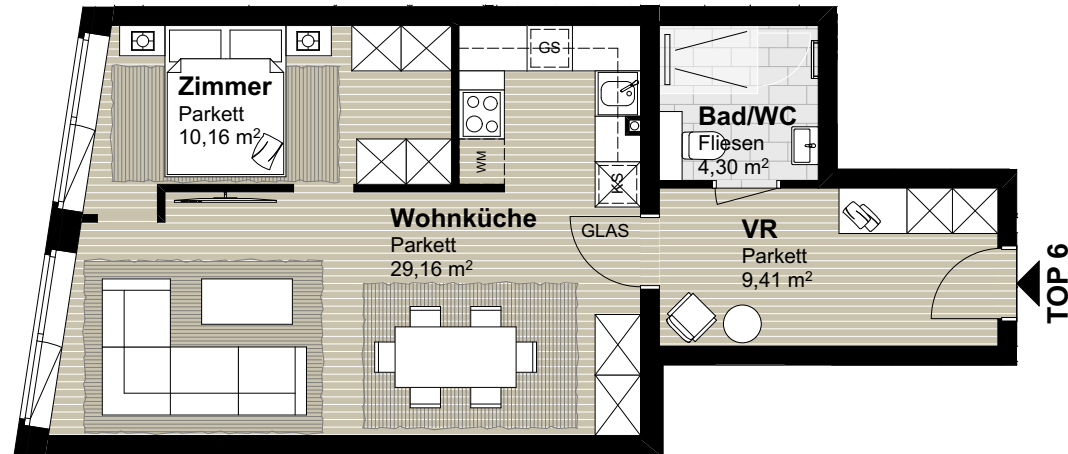 Zimmer
Parkett
10,16 m²
GS
WM
KS
Bad/WC
Fliesen
4,30 m²
Wohnküche
Parkett
29,16 m²
GLAS
VR
Parkett
9,41 m²
TOP 6